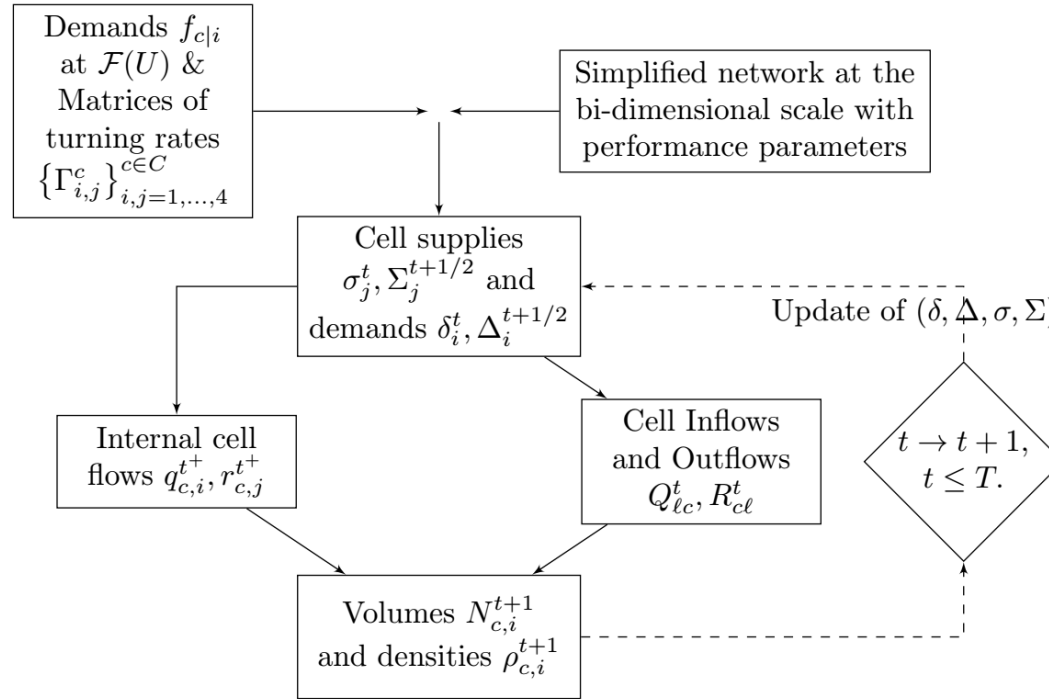 Demands $f_{c|i}$
at $\mathcal{F}(U)$ &
Matrices of
turning rates
$\{\Gamma^c_{i,j}\}^{c \in C}_{i,j=1,\ldots,4}$
Simplified network at the
bi-dimensional scale with
performance parameters
Cell supplies
$\sigma^t_j, \Sigma^{t+1/2}_j$ and
demands $\delta^t_i, \Delta^{t+1/2}_i$
Update of $(\delta, \Delta, \sigma, \Sigma)$
Internal cell
flows $q^{t^+}_{c,i}, r^{t^+}_{c,j}$
Cell Inflows
and Outflows
$Q^t_{\ell c}, R^t_{c\ell}$
$t \to t+1,$
$t \leq T.$
Volumes $N^{t+1}_{c,i}$
and densities $\rho^{t+1}_{c,i}$